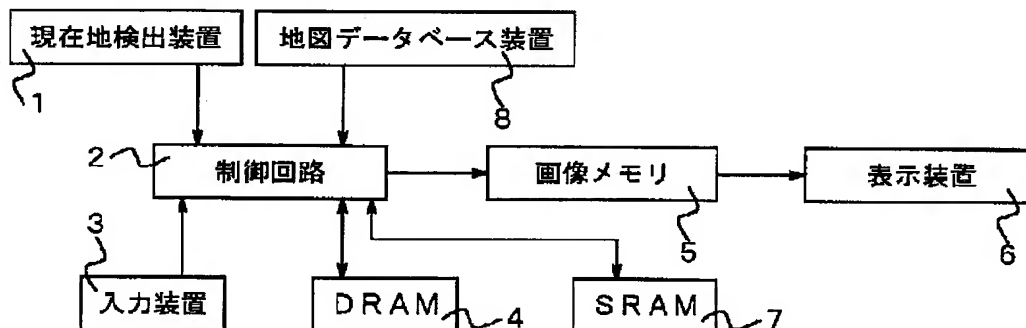 現在地検出装置
地図データベース装置
1
8
2
制御回路
画像メモリ
表示装置
3
5
6
入力装置
DRAM
4
SRAM
7